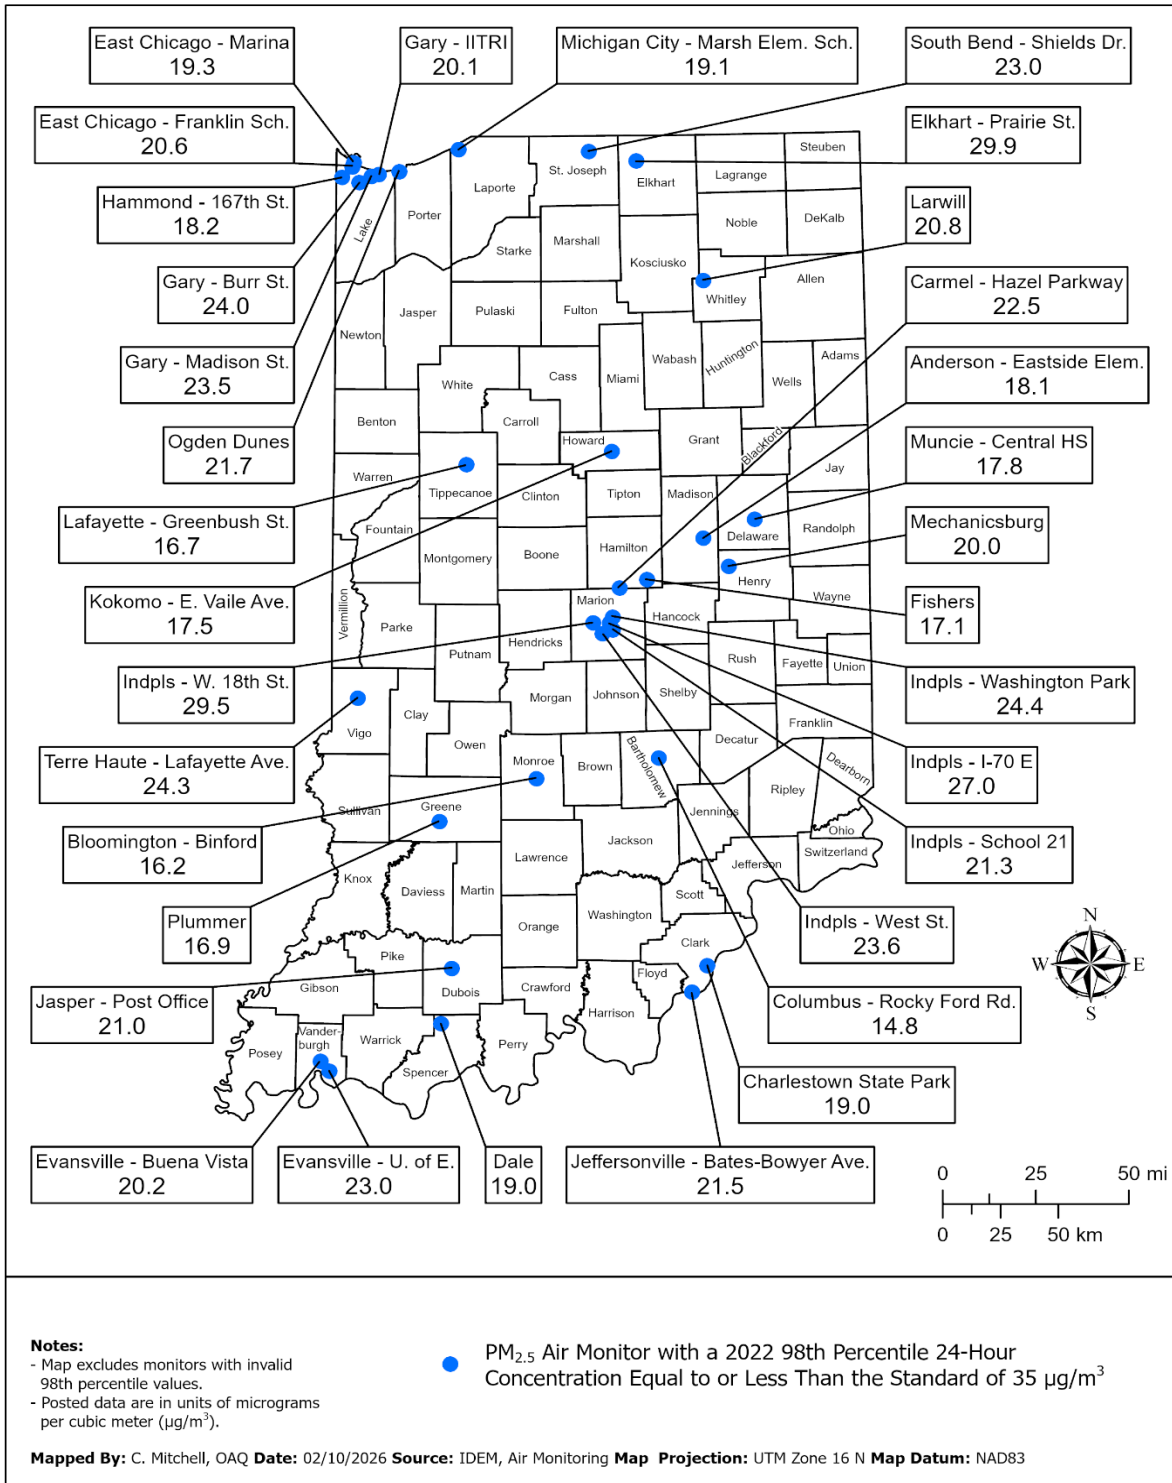 East Chicago - Marina
19.3
Gary - IITRI
20.1
Michigan City - Marsh Elem. Sch.
19.1
South Bend - Shields Dr.
23.0
East Chicago - Franklin Sch.
20.6
Elkhart - Prairie St.
29.9
Hammond - 167th St.
18.2
Larwill
20.8
Gary - Burr St.
24.0
Carmel - Hazel Parkway
22.5
Gary - Madison St.
23.5
Anderson - Eastside Elem.
18.1
Ogden Dunes
21.7
Muncie - Central HS
17.8
Lafayette - Greenbush St.
16.7
Mechanicsburg
20.0
Kokomo - E. Vaile Ave.
17.5
Fishers
17.1
Indpls - W. 18th St.
29.5
Indpls - Washington Park
24.4
Terre Haute - Lafayette Ave.
24.3
Indpls - I-70 E
27.0
Bloomington - Binford
16.2
Indpls - School 21
21.3
Plummer
16.9
Indpls - West St.
23.6
Jasper - Post Office
21.0
Columbus - Rocky Ford Rd.
14.8
Charlestown State Park
19.0
Evansville - Buena Vista
20.2
Evansville - U. of E.
23.0
Dale
19.0
Jeffersonville - Bates-Bowyer Ave.
21.5
Lake
Porter
Laporte
St. Joseph
Elkhart
Lagrange
Steuben
Noble
DeKalb
Starke
Marshall
Kosciusko
Whitley
Allen
Newton
Jasper
Pulaski
Fulton
Wabash
Huntington
Wells
Adams
White
Cass
Miami
Benton
Carroll
Howard
Grant
Blackford
Jay
Warren
Tippecanoe
Clinton
Tipton
Madison
Delaware
Randolph
Fountain
Montgomery
Boone
Hamilton
Henry
Wayne
Vermillion
Parke
Putnam
Hendricks
Marion
Hancock
Rush
Fayette
Union
Vigo
Clay
Owen
Morgan
Johnson
Shelby
Franklin
Decatur
Sullivan
Greene
Monroe
Brown
Bartholomew
Jennings
Ripley
Dearborn
Ohio
Switzerland
Jefferson
Jackson
Lawrence
Knox
Daviess
Martin
Orange
Washington
Scott
Clark
Floyd
Harrison
Crawford
Gibson
Pike
Dubois
Posey
Vander-
burgh
Warrick
Spencer
Perry
N
W E
S
0 25 50 mi
0 25 50 km
Notes:
- Map excludes monitors with invalid
98th percentile values.
- Posted data are in units of micrograms
per cubic meter (µg/m³).
PM₂.₅ Air Monitor with a 2022 98th Percentile 24-Hour
Concentration Equal to or Less Than the Standard of 35 µg/m³
Mapped By: C. Mitchell, OAQ Date: 02/10/2026 Source: IDEM, Air Monitoring Map Projection: UTM Zone 16 N Map Datum: NAD83